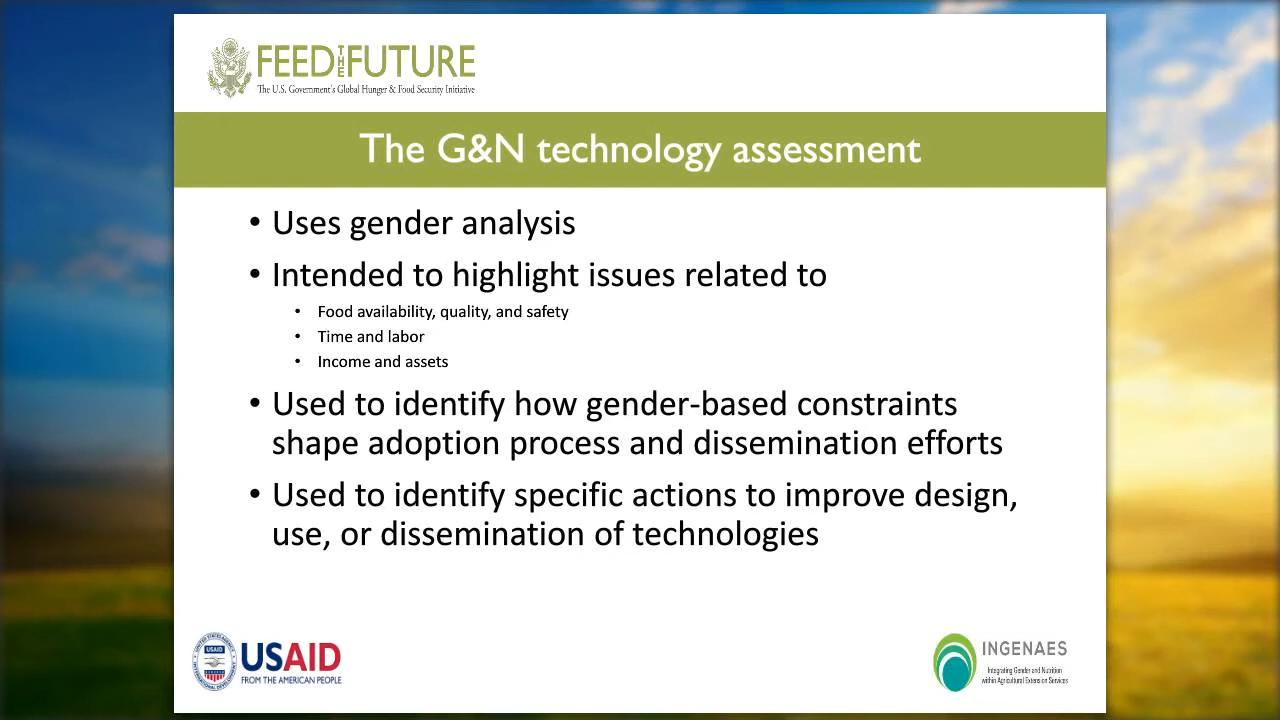 FEED THE FUTURE
The U.S. Government's Global Hunger & Food Security Initiative
The G&N technology assessment
• Uses gender analysis
• Intended to highlight issues related to
• Food availability, quality, and safety
• Time and labor
• Income and assets
• Used to identify how gender-based constraints
shape adoption process and dissemination efforts
• Used to identify specific actions to improve design,
use, or dissemination of technologies
USAID
FROM THE AMERICAN PEOPLE
INGENAES
Integrating Gender and Nutrition
within Agricultural Extension Services